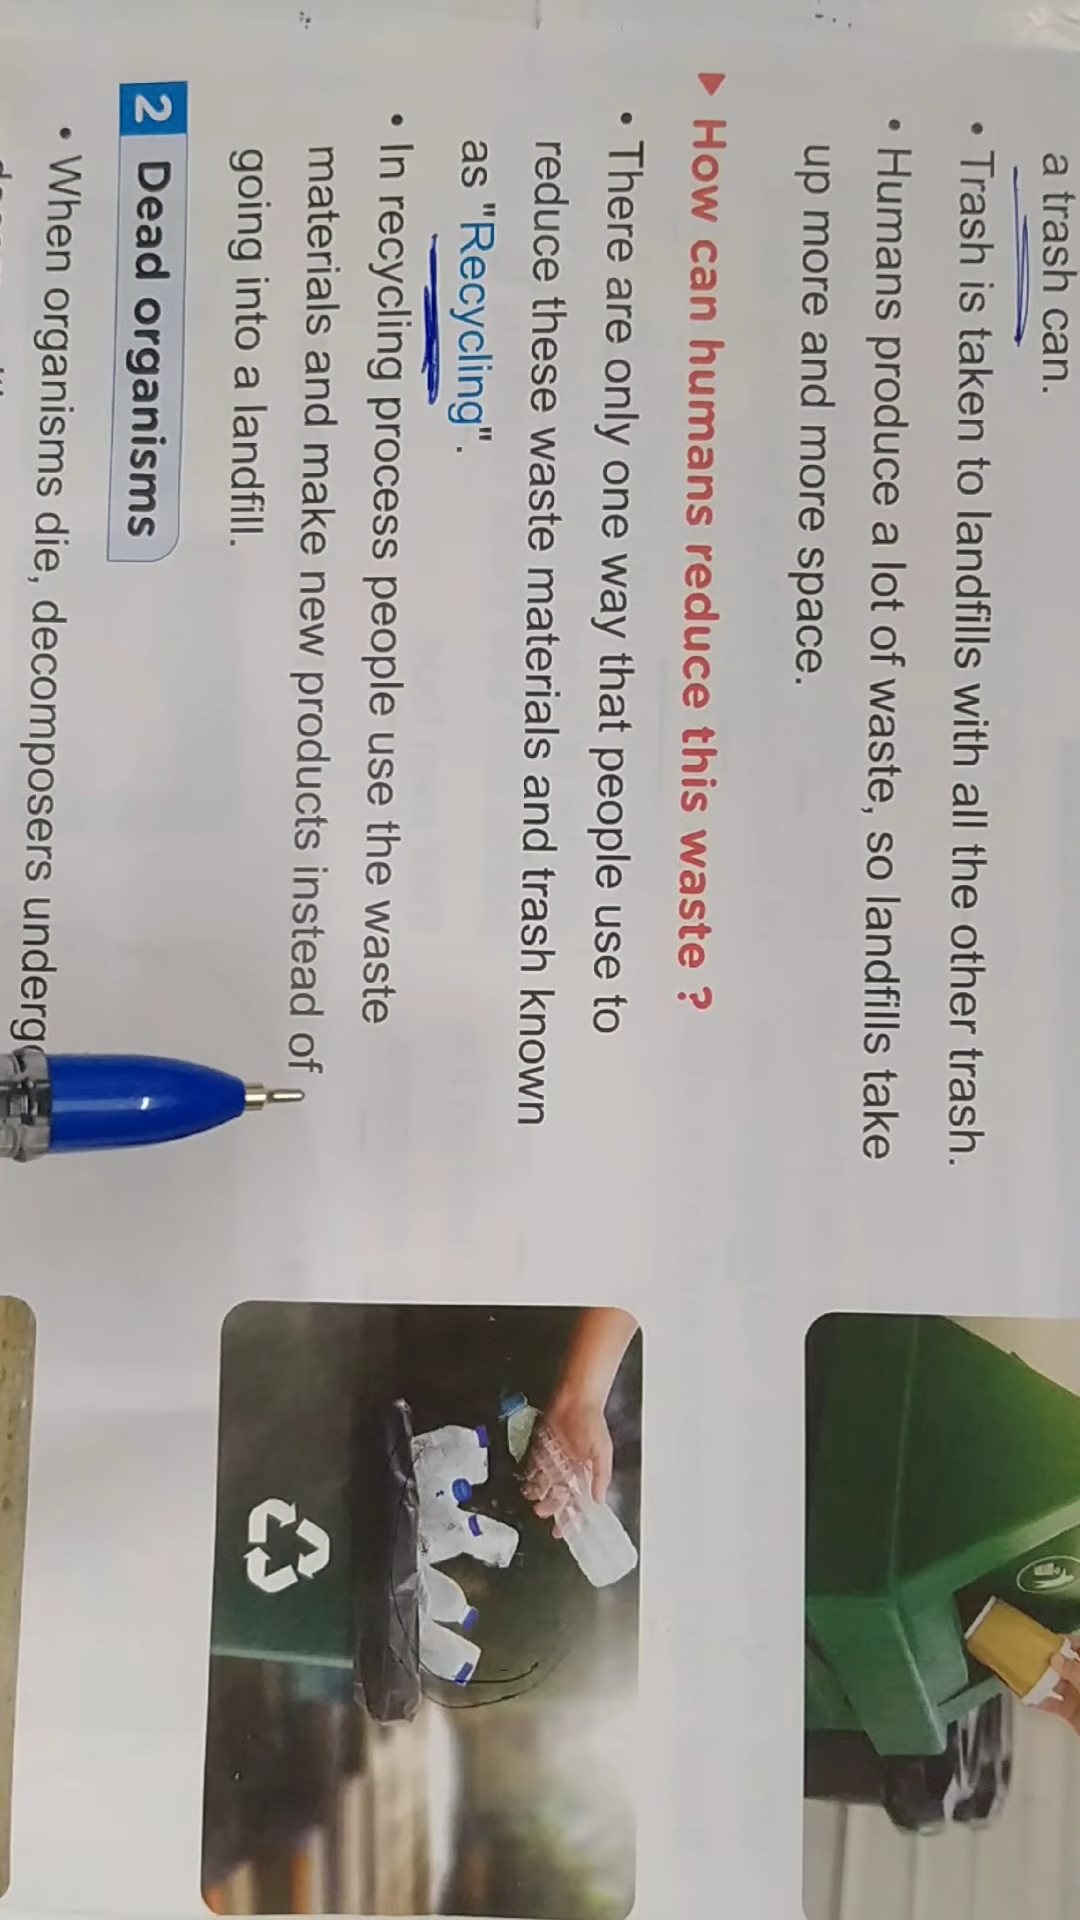 a trash can.
• Trash is taken to landfills with all the other trash.
• Humans produce a lot of waste, so landfills take
up more and more space.
▶ How can humans reduce this waste ?
• There are only one way that people use to
reduce these waste materials and trash known
as "Recycling".
• In recycling process people use the waste
materials and make new products instead of
going into a landfill.
2 Dead organisms
• When organisms die, decomposers